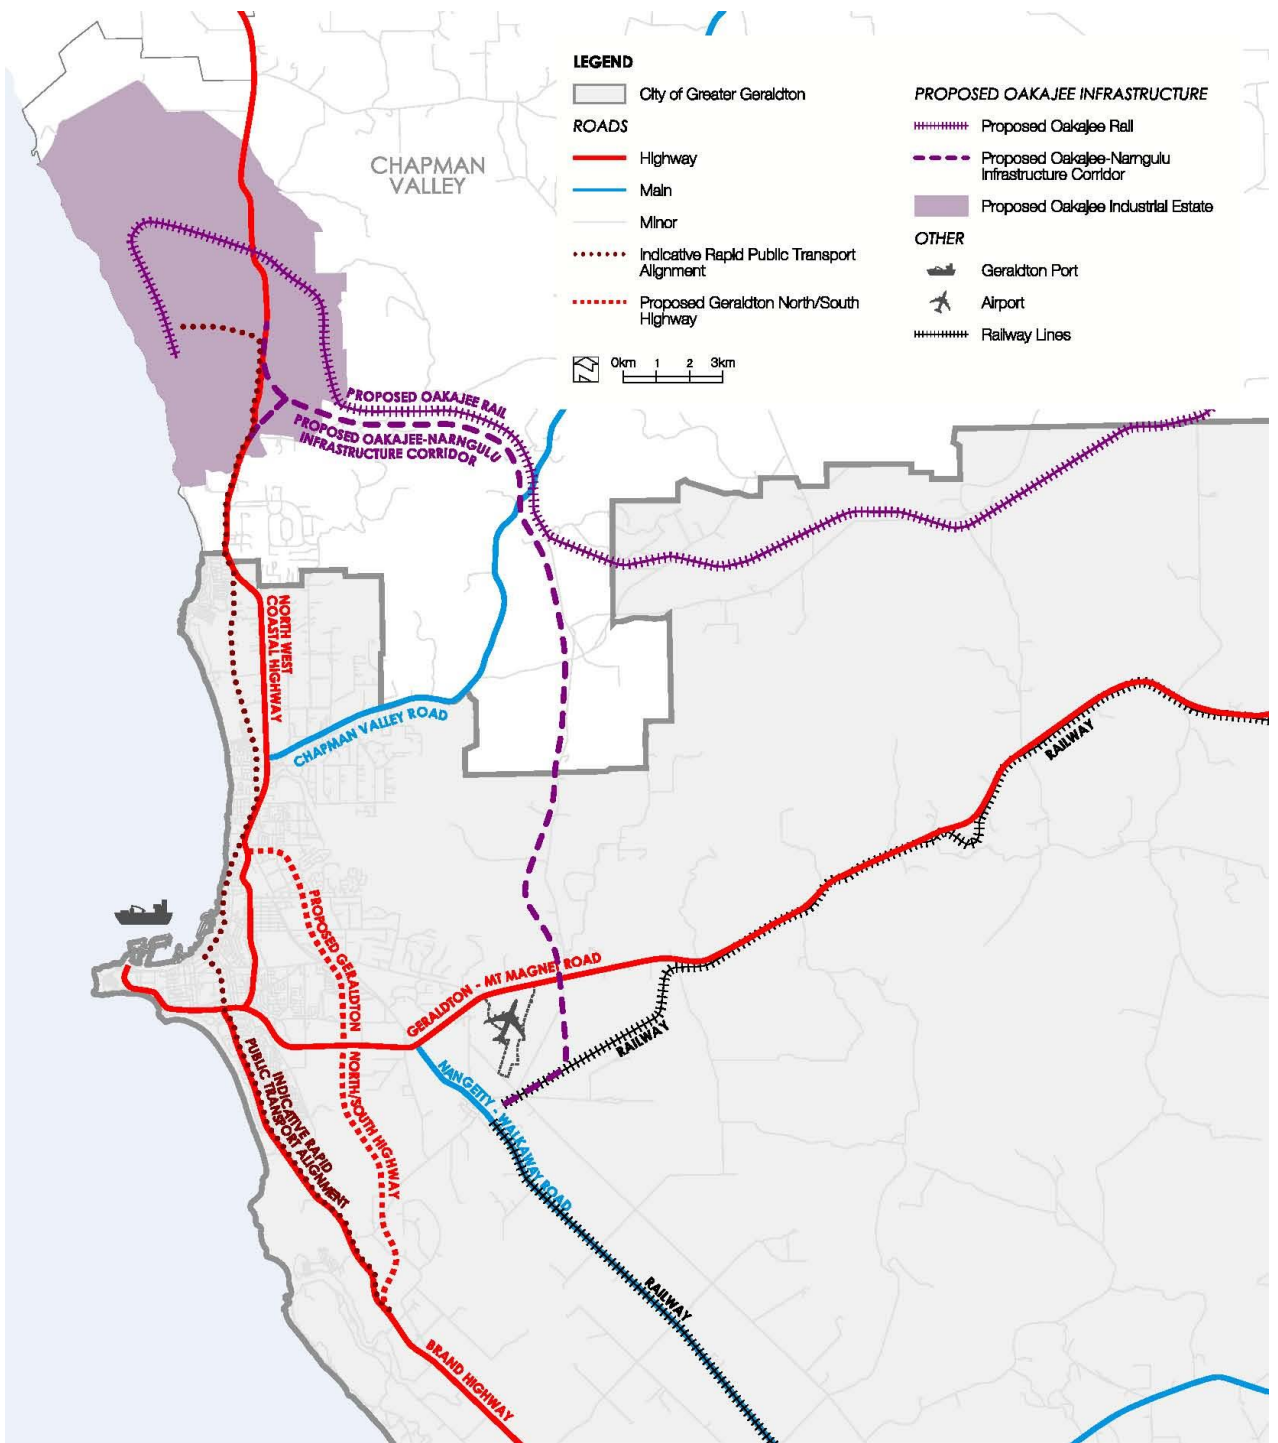 LEGEND
City of Greater Geraldton
ROADS
Highway
Main
Minor
Indicative Rapid Public Transport
Alignment
Proposed Geraldton North/South
Highway
0km 1 2 3km
PROPOSED OAKAJEE INFRASTRUCTURE
Proposed Oakajee Rail
Proposed Oakajee-Narngulu
Infrastructure Corridor
Proposed Oakajee Industrial Estate
OTHER
Geraldton Port
Airport
Railway Lines
CHAPMAN
VALLEY
PROPOSED OAKAJEE RAIL
PROPOSED OAKAJEE-NARNGULU
INFRASTRUCTURE CORRIDOR
NORTH WEST
COASTAL HIGHWAY
CHAPMAN VALLEY ROAD
RAILWAY
PROPOSED GERALDTON NORTH/SOUTH HIGHWAY
GERALDTON - MT MAGNET ROAD
RAILWAY
NANGETTY - WALKAWAY ROAD
INDICATIVE RAPID
PUBLIC TRANSPORT ALIGNMENT
RAILWAY
BRAND HIGHWAY